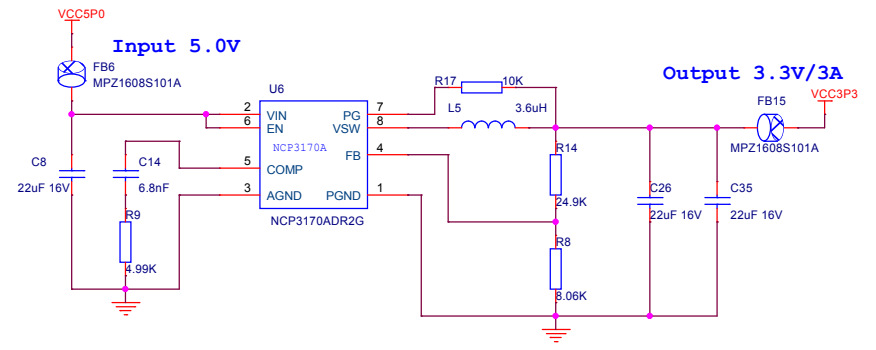 VCC5P0
Input 5.0V
FB6
MPZ1608S101A
U6
R17
10K
Output 3.3V/3A
L5
3.6uH
FB15
VCC3P3
MPZ1608S101A
2
VIN
PG
7
6
EN
VSW
8
NCP3170A
FB
4
5
COMP
3
AGND
PGND
1
NCP3170ADR2G
C8
22uF 16V
C14
6.8nF
R9
4.99K
R14
24.9K
R8
8.06K
C26
22uF 16V
C35
22uF 16V